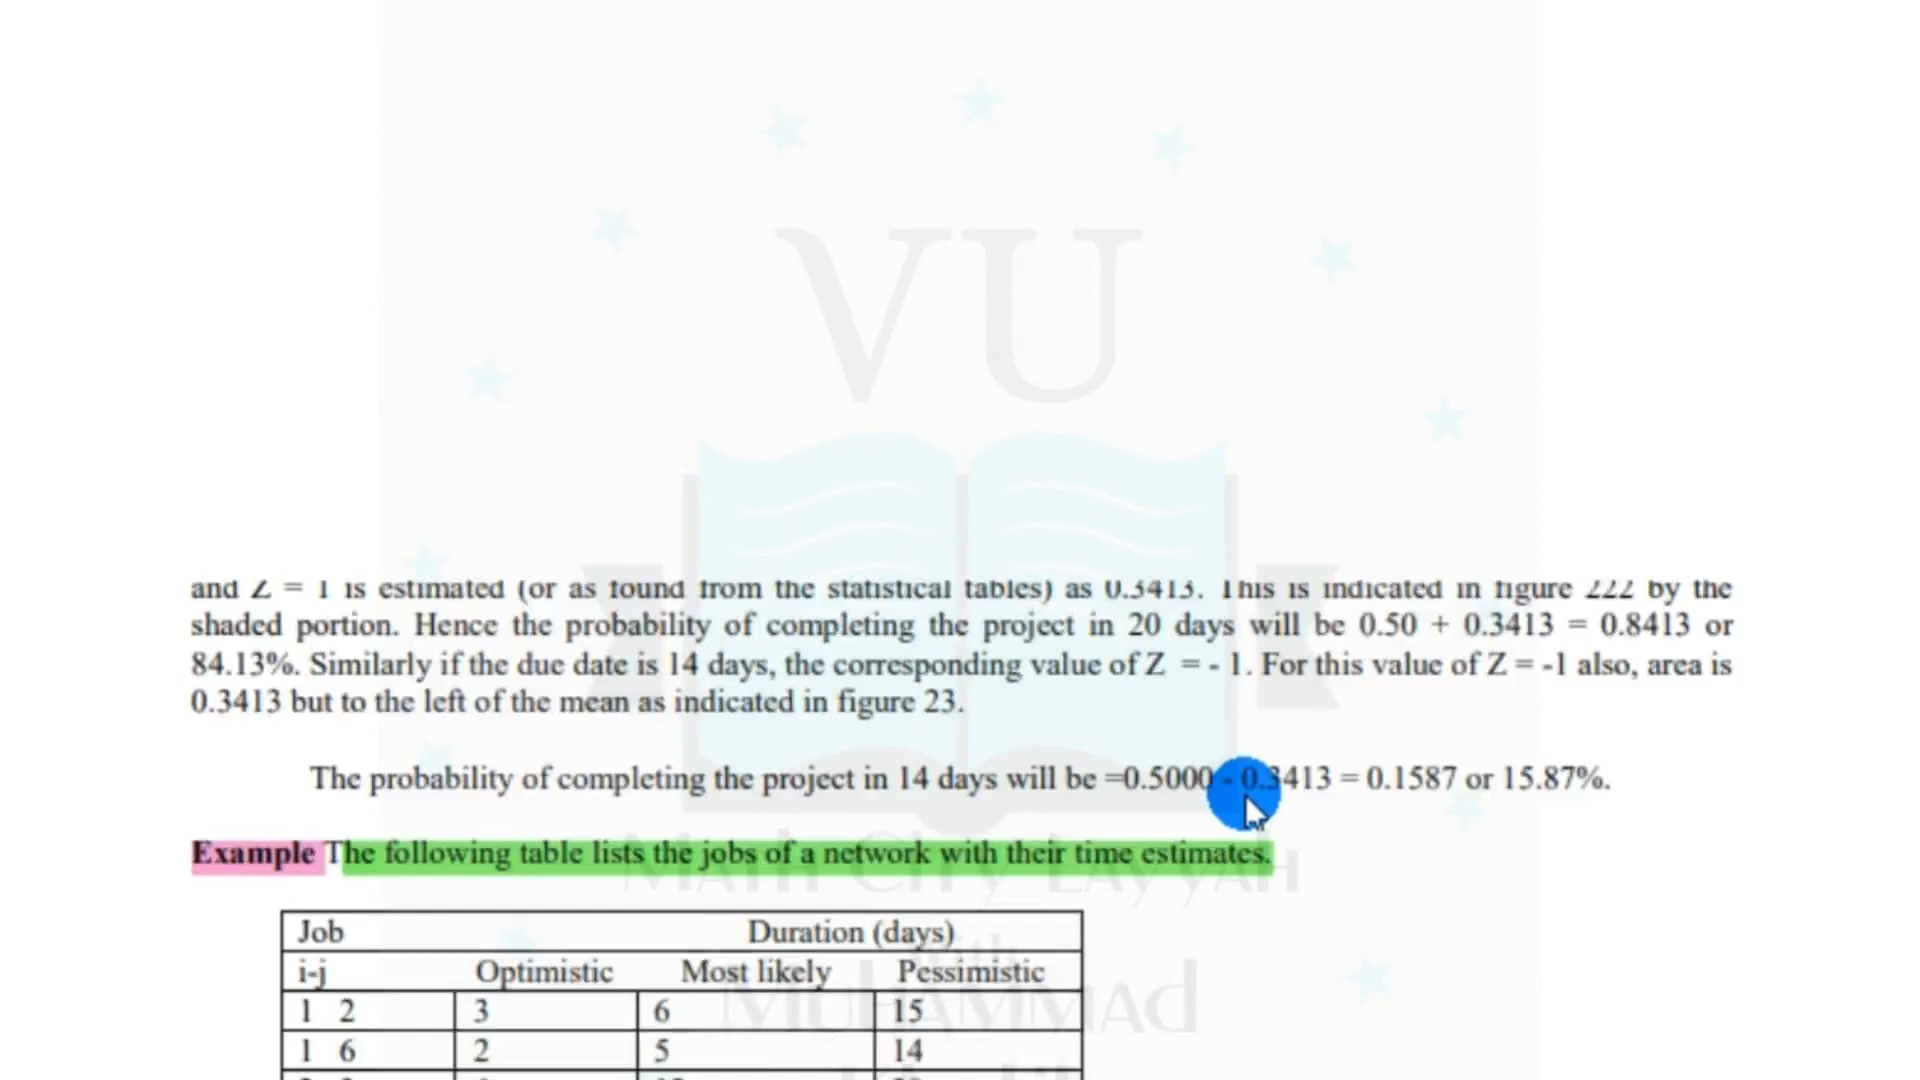 VU
and Z = 1 is estimated (or as found from the statistical tables) as 0.3413. This is indicated in figure 222 by the
shaded portion. Hence the probability of completing the project in 20 days will be 0.50 + 0.3413 = 0.8413 or
84.13%. Similarly if the due date is 14 days, the corresponding value of Z = - 1. For this value of Z = -1 also, area is
0.3413 but to the left of the mean as indicated in figure 23.
The probability of completing the project in 14 days will be =0.5000 - 0.3413 = 0.1587 or 15.87%.
Example The following table lists the jobs of a network with their time estimates.
Math City Layyah
Job Duration (days)
with
i-j Optimistic Most likely Pessimistic
Muhammad
1 2 3 6 15
1 6 2 5 14